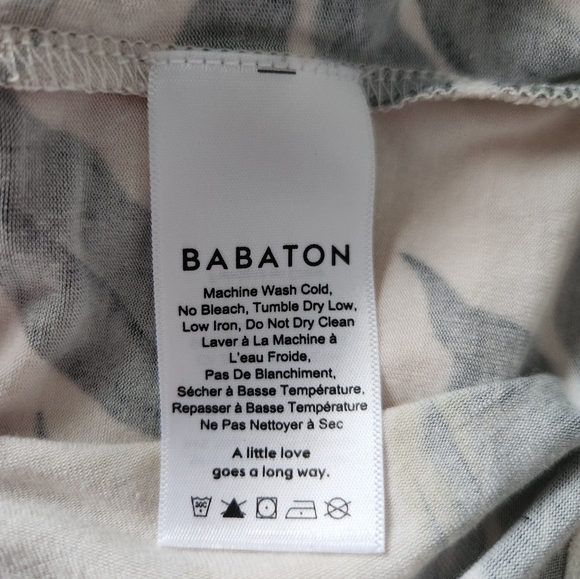 BABATON
Machine Wash Cold,
No Bleach, Tumble Dry Low,
Low Iron, Do Not Dry Clean
Laver à La Machine à
L'eau Froide,
Pas De Blanchiment,
Sécher à Basse Température,
Repasser à Basse Température
Ne Pas Nettoyer à Sec
A little love
goes a long way.
30C